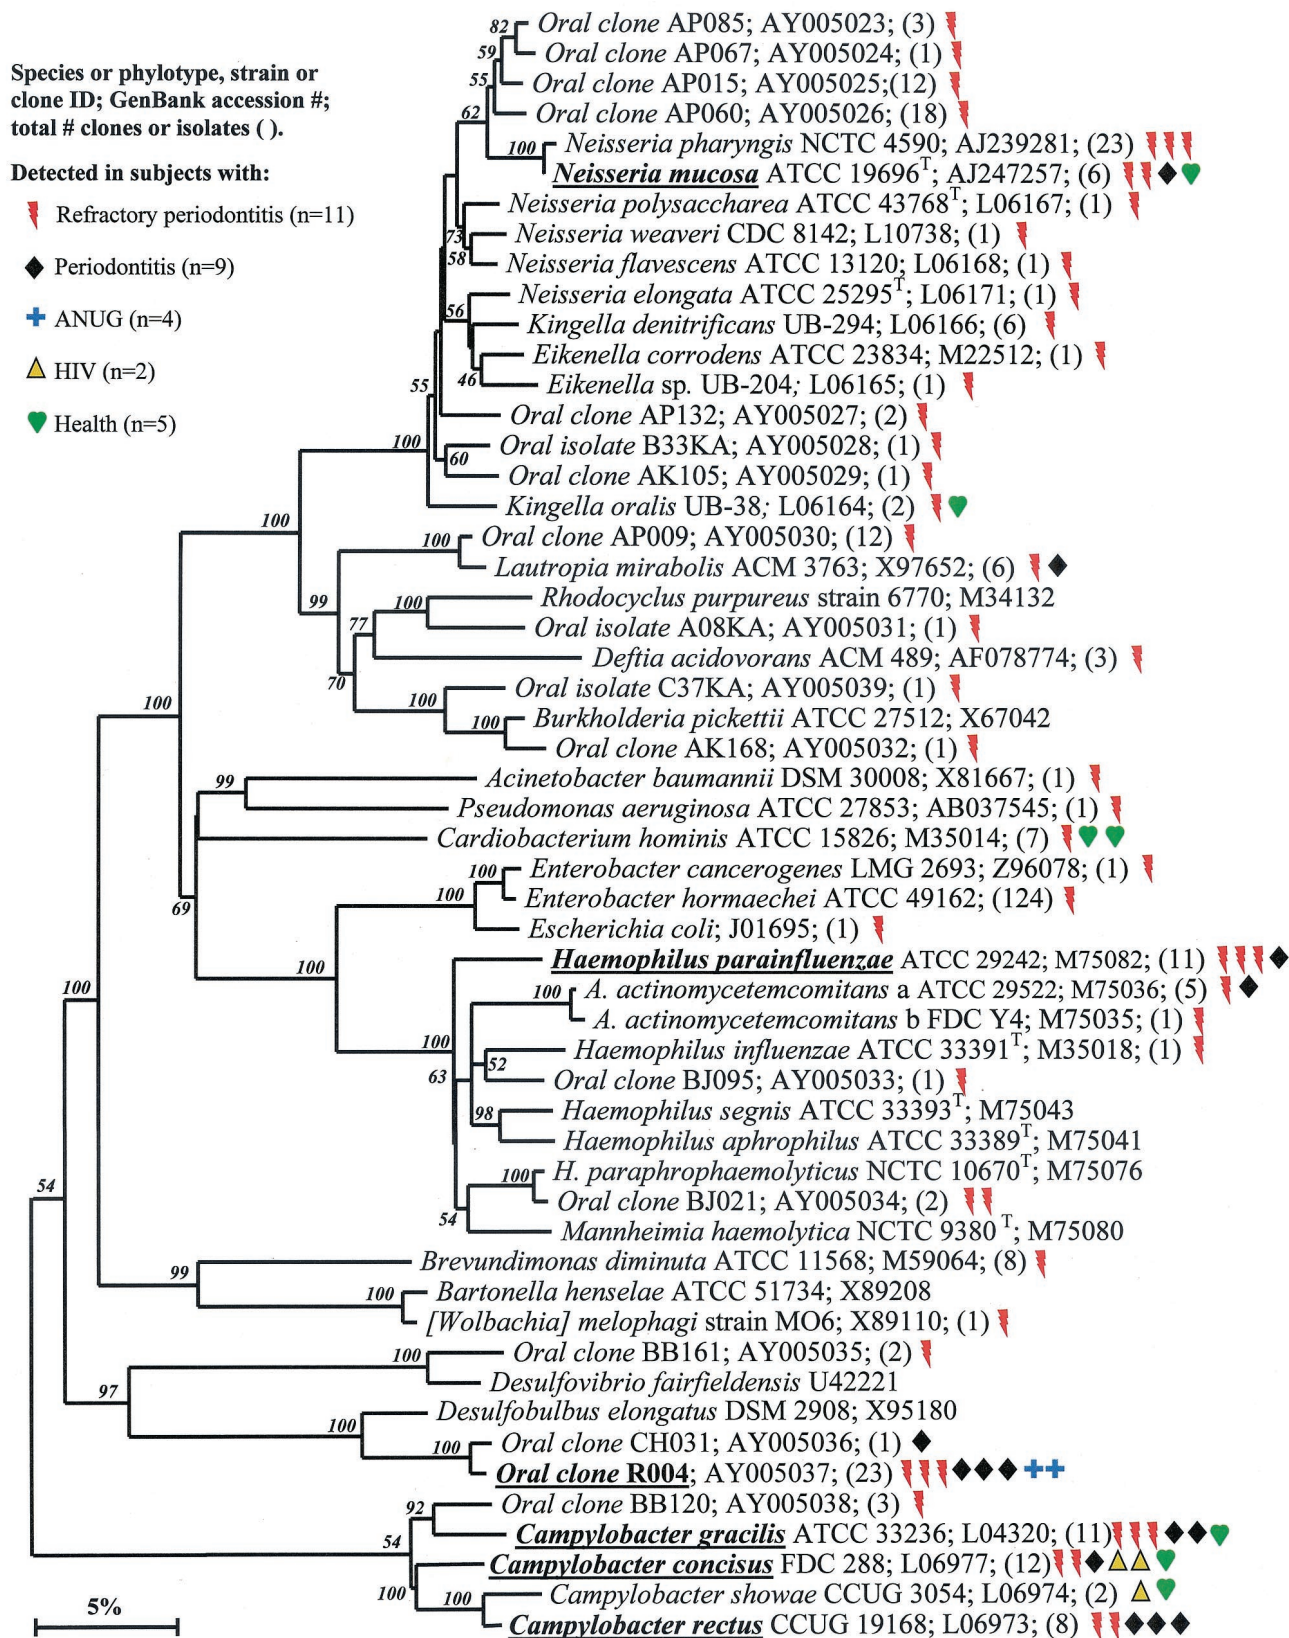 Species or phylotype, strain or
clone ID; GenBank accession #;
total # clones or isolates ( ).
Detected in subjects with:
Refractory periodontitis (n=11)
Periodontitis (n=9)
ANUG (n=4)
HIV (n=2)
Health (n=5)
82
Oral clone AP085; AY005023; (3)
59
Oral clone AP067; AY005024; (1)
55
Oral clone AP015; AY005025;(12)
62
Oral clone AP060; AY005026; (18)
100
Neisseria pharyngis NCTC 4590; AJ239281; (23)
Neisseria mucosa ATCC 19696T; AJ247257; (6)
Neisseria polysaccharea ATCC 43768T; L06167; (1)
73
Neisseria weaveri CDC 8142; L10738; (1)
58
Neisseria flavescens ATCC 13120; L06168; (1)
Neisseria elongata ATCC 25295T; L06171; (1)
56
Kingella denitrificans UB-294; L06166; (6)
Eikenella corrodens ATCC 23834; M22512; (1)
46
Eikenella sp. UB-204; L06165; (1)
55
Oral clone AP132; AY005027; (2)
100
Oral isolate B33KA; AY005028; (1)
60
Oral clone AK105; AY005029; (1)
Kingella oralis UB-38; L06164; (2)
100
100
Oral clone AP009; AY005030; (12)
Lautropia mirabolis ACM 3763; X97652; (6)
99
100
Rhodocyclus purpureus strain 6770; M34132
77
Oral isolate A08KA; AY005031; (1)
Deftia acidovorans ACM 489; AF078774; (3)
70
100
Oral isolate C37KA; AY005039; (1)
100
100
Burkholderia pickettii ATCC 27512; X67042
Oral clone AK168; AY005032; (1)
99
Acinetobacter baumannii DSM 30008; X81667; (1)
Pseudomonas aeruginosa ATCC 27853; AB037545; (1)
Cardiobacterium hominis ATCC 15826; M35014; (7)
69
100
100
Enterobacter cancerogenes LMG 2693; Z96078; (1)
Enterobacter hormaechei ATCC 49162; (124)
Escherichia coli; J01695; (1)
100
Haemophilus parainfluenzae ATCC 29242; M75082; (11)
100
100
A. actinomycetemcomitans a ATCC 29522; M75036; (5)
A. actinomycetemcomitans b FDC Y4; M75035; (1)
100
Haemophilus influenzae ATCC 33391T; M35018; (1)
63
52
Oral clone BJ095; AY005033; (1)
98
Haemophilus segnis ATCC 33393T; M75043
Haemophilus aphrophilus ATCC 33389T; M75041
54
100
H. paraphrophaemolyticus NCTC 10670T; M75076
Oral clone BJ021; AY005034; (2)
54
Mannheimia haemolytica NCTC 9380 T; M75080
99
Brevundimonas diminuta ATCC 11568; M59064; (8)
100
Bartonella henselae ATCC 51734; X89208
[Wolbachia] melophagi strain MO6; X89110; (1)
100
Oral clone BB161; AY005035; (2)
97
Desulfovibrio fairfieldensis U42221
100
Desulfobulbus elongatus DSM 2908; X95180
100
Oral clone CH031; AY005036; (1)
Oral clone R004; AY005037; (23)
92
Oral clone BB120; AY005038; (3)
54
Campylobacter gracilis ATCC 33236; L04320; (11)
Campylobacter concisus FDC 288; L06977; (12)
100
100
Campylobacter showae CCUG 3054; L06974; (2)
Campylobacter rectus CCUG 19168; L06973; (8)
5%